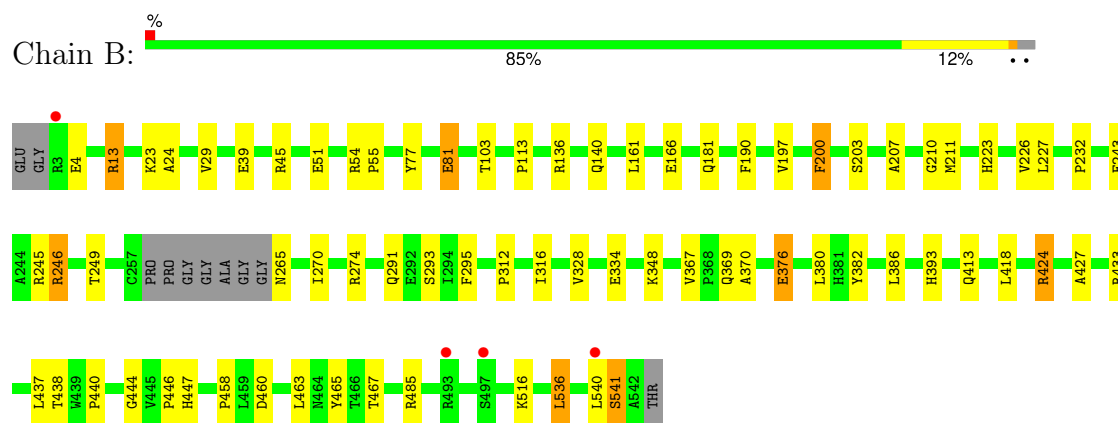 %
Chain B:
85% 12% • •
GLU GLY R3 E4 R13 K23 A24 V29 E39 R45 E51 R54 P55 Y77 E81 T103 P113 R136 Q140 L161 E166 Q181 F190 V197 F200 S203 A207 G210 M211 H223 V226 L227 P232
A244 R245 R246 T249 C257 PRO PRO GLY GLY ALA GLY GLY N265 I270 R274 Q291 E292 S293 I294 F295 P312 I316 V328 E334 K348 V367 P368 Q369 A370 E376 L380 H381 Y382 L386 H393 Q413 L418 R424 A427
L437 T438 W439 P440 G444 V445 P446 H447 P458 L459 D460 L463 N464 Y465 T466 T467 R485 R493 S497 K516 L536 L540 S541 A542 THR